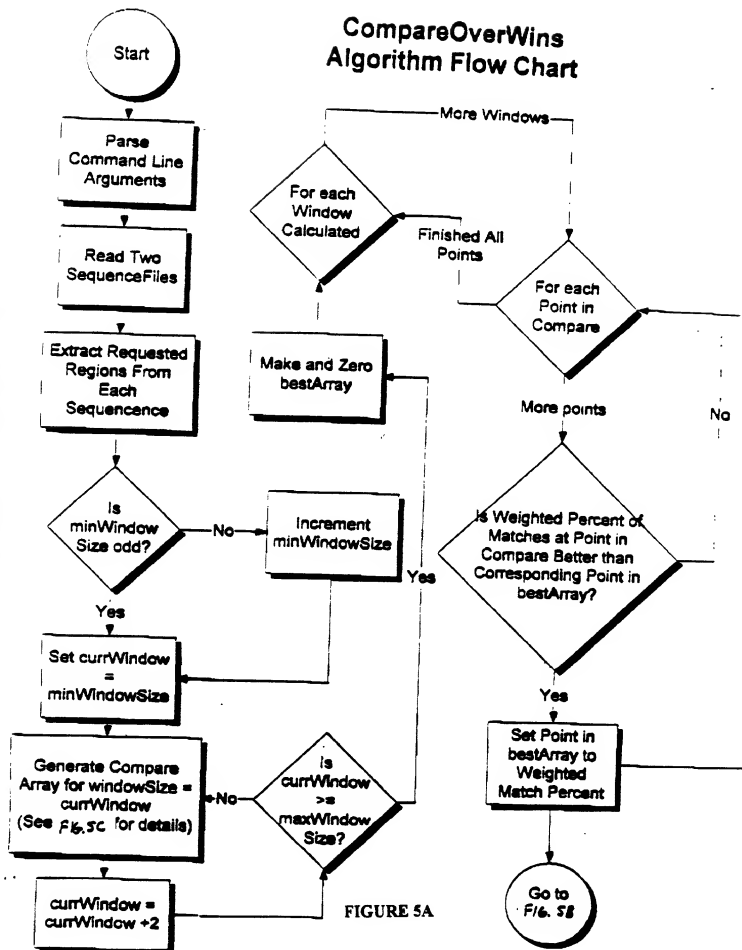 CompareOverWins
Algorithm Flow Chart
Start
Parse
Command Line
Arguments
Read Two
SequenceFiles
Extract Requested
Regions From
Each
Sequencence
Is
minWindow
Size odd?
No
Increment
minWindowSize
Yes
Set currWindow
=
minWindowSize
Generate Compare
Array for windowSize =
currWindow
(See FIG. 5C for details)
currWindow =
currWindow +2
Is
currWindow
>=
maxWindow
Size?
No
Yes
Make and Zero
bestArray
For each
Window
Calculated
More Windows
Finished All
Points
For each
Point in
Compare
More points
No
Is Weighted Percent of
Matches at Point in
Compare Better than
Corresponding Point in
bestArray?
Yes
Set Point in
bestArray to
Weighted
Match Percent
Go to
FIG. 5B
FIGURE 5A